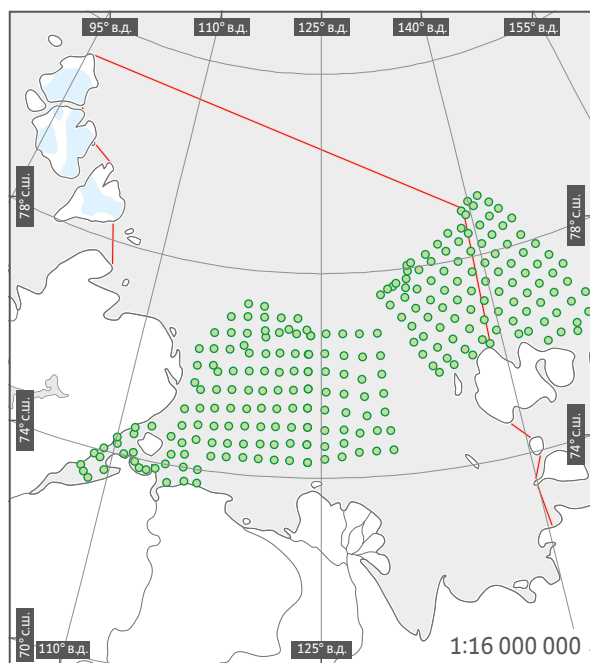 95° в.д. 110° в.д. 125° в.д. 140° в.д. 155° в.д.
78° с.ш.
78° с.ш.
74° с.ш.
74° с.ш.
70° с.ш.
110° в.д. 125° в.д. 1:16 000 000